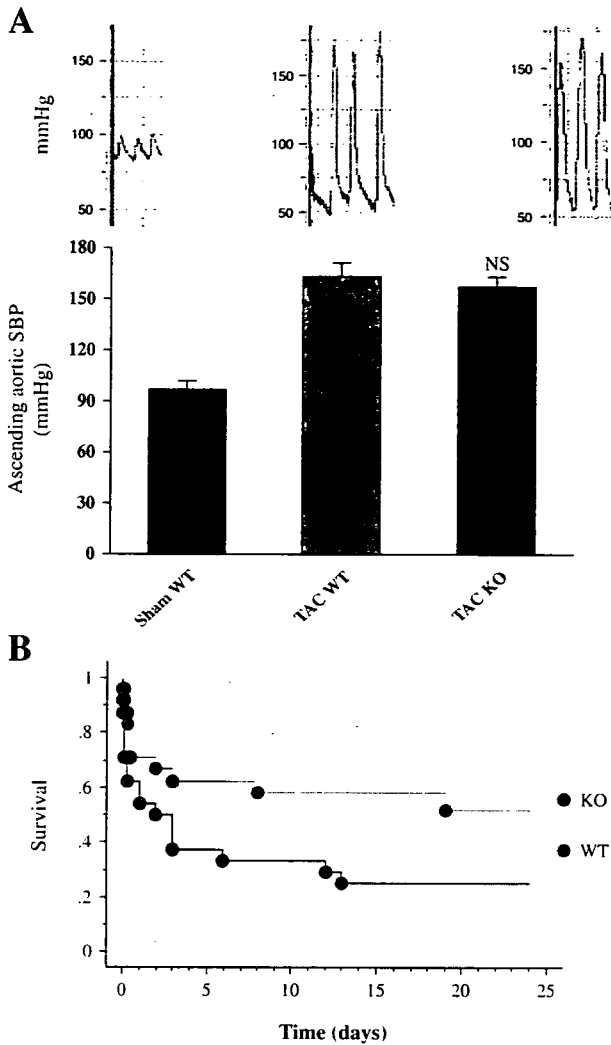 A
mmHg
150
100
50
150
100
50
150
100
50
Ascending aortic SBP
(mmHg)
180
150
120
90
60
30
0
NS
Sham WT
TAC WT
TAC KO
B
Survival
1
.8
.6
.4
.2
0
KO
WT
0 5 10 15 20 25
Time (days)